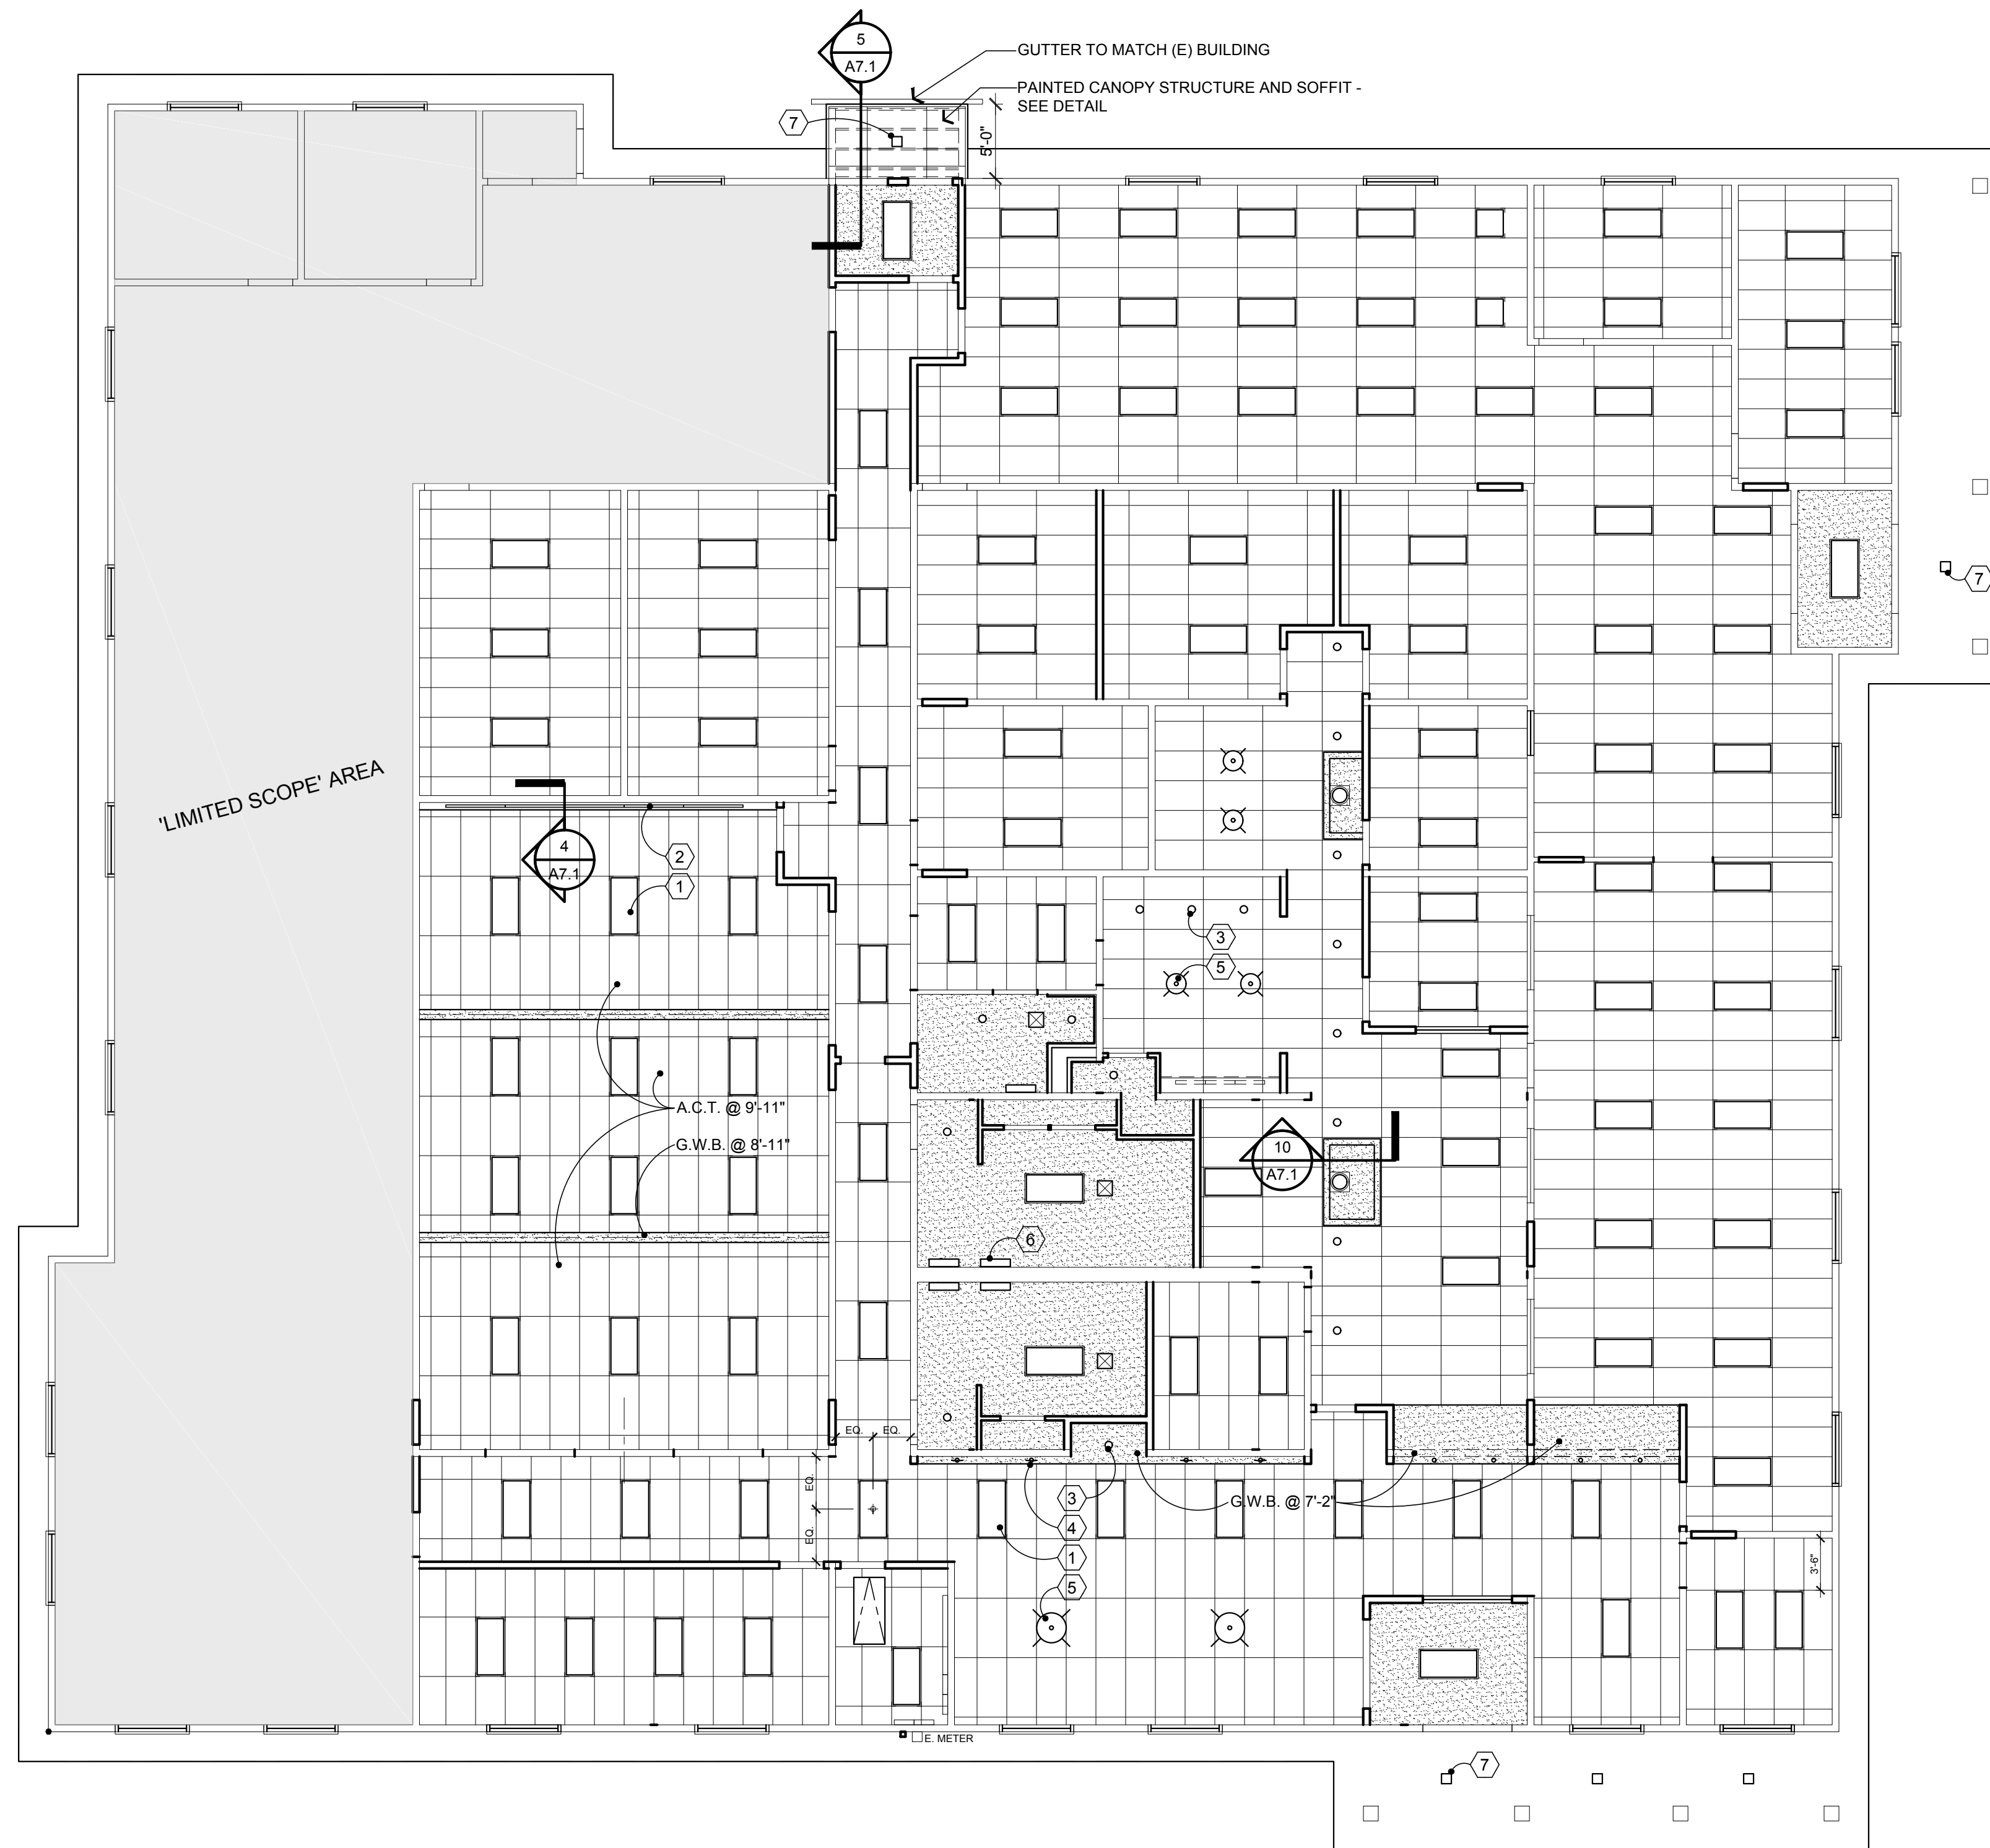 5
A7.1
GUTTER TO MATCH (E) BUILDING
PAINTED CANOPY STRUCTURE AND SOFFIT -
SEE DETAIL
7
5'-0"
7
'LIMITED SCOPE' AREA
4
A7.1
2
1
3
5
A.C.T. @ 9'-11"
G.W.B. @ 8'-11"
10
A7.1
6
EQ.
EQ.
EQ.
EQ.
3
4
1
5
G.W.B. @ 7'-2"
3'-6"
E. METER
7